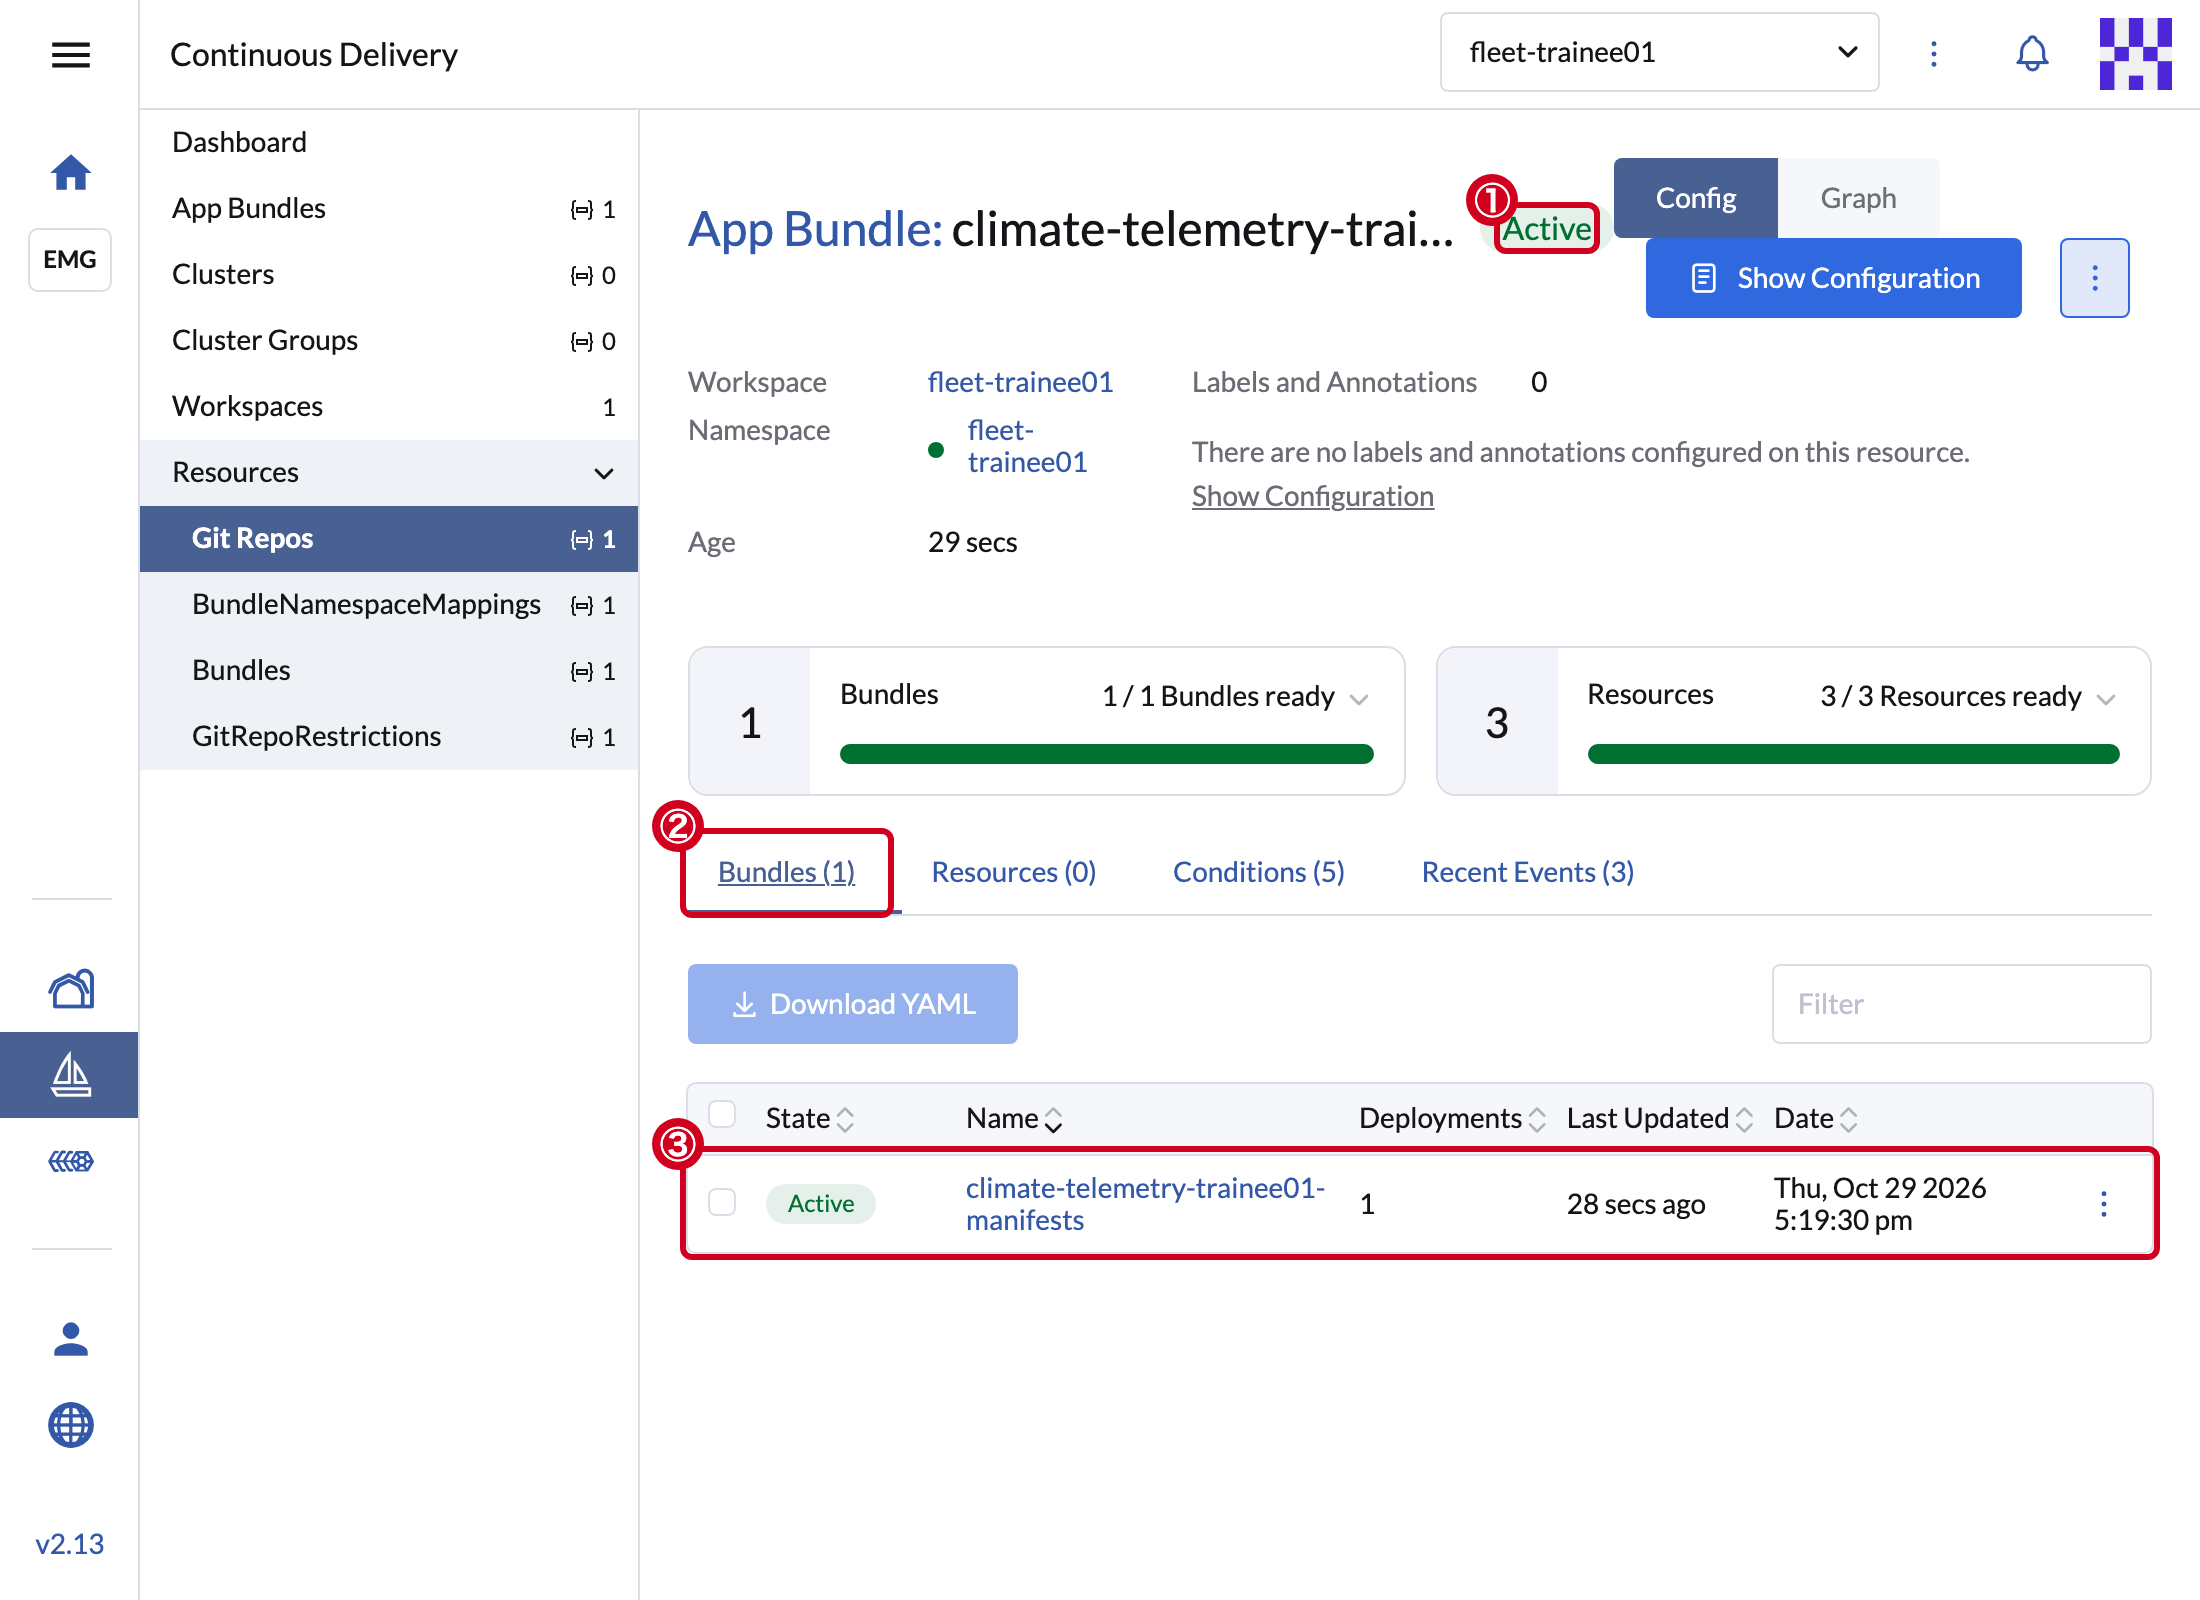 Continuous Delivery
fleet-trainee01
EMG
v2.13
Dashboard
App Bundles 1
Clusters 0
Cluster Groups 0
Workspaces 1
Resources
Git Repos 1
BundleNamespaceMappings 1
Bundles 1
GitRepoRestrictions 1
App Bundle: climate-telemetry-trai...
①
Active
Config
Graph
Show Configuration
Workspace fleet-trainee01
Labels and Annotations 0
Namespace
fleet-
trainee01
There are no labels and annotations configured on this resource.
Show Configuration
Age 29 secs
1 Bundles 1 / 1 Bundles ready
3 Resources 3 / 3 Resources ready
②
Bundles (1) Resources (0) Conditions (5) Recent Events (3)
Download YAML
Filter
State Name Deployments Last Updated Date
③
Active
climate-telemetry-trainee01-
manifests
1
28 secs ago
Thu, Oct 29 2026
5:19:30 pm